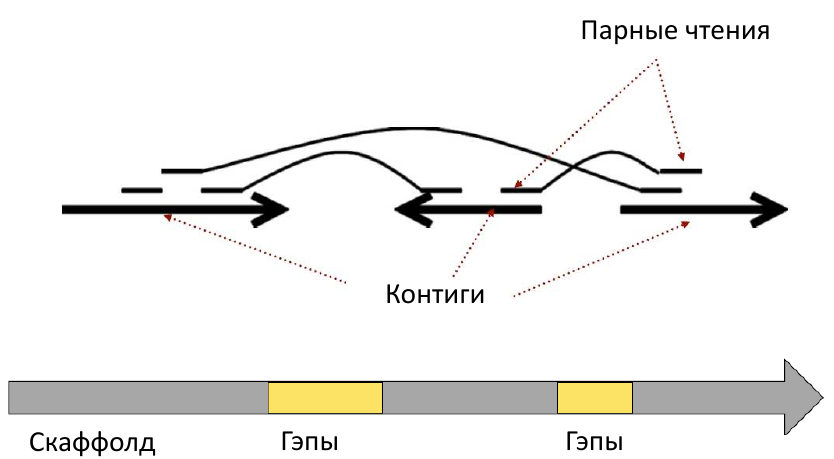 Парные чтения
Контиги
Скаффолд
Гэпы
Гэпы